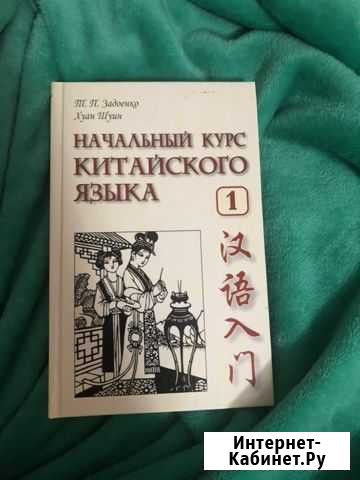 Т. П. Задоенко
Хуан Шуин
НАЧАЛЬНЫЙ КУРС
КИТАЙСКОГО
ЯЗЫКА
1
汉语入门
Интернет-
Кабинет.Ру